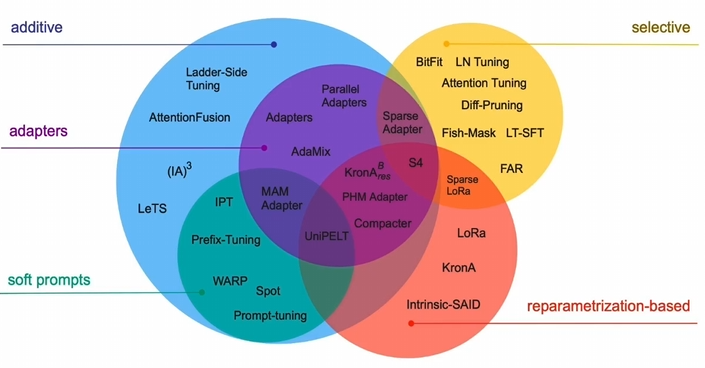 additive
selective
BitFit LN Tuning
Ladder-Side
Tuning
Attention Tuning
Parallel
Adapters
Diff-Pruning
AttentionFusion
Adapters
Sparse
Adapter
Fish-Mask LT-SFT
adapters
AdaMix
(IA)³
KronA^B_res
S4
FAR
Sparse
LoRa
MAM
Adapter
PHM Adapter
IPT
LeTS
Compacter
Prefix-Tuning
UniPELT
LoRa
KronA
soft prompts
WARP
Spot
Prompt-tuning
Intrinsic-SAID
reparametrization-based